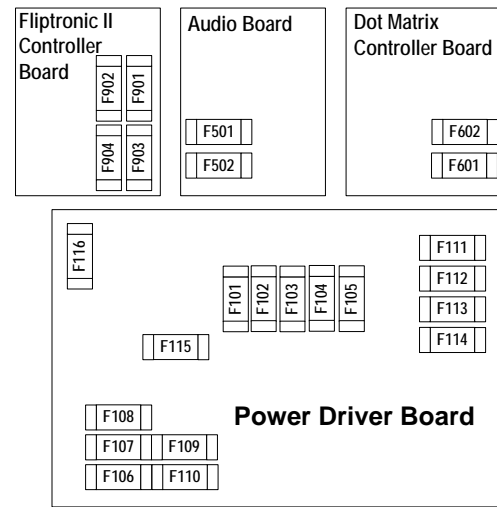 Fliptronic II
Controller
Board
F902
F901
F904
F903
Audio Board
F501
F502
Dot Matrix
Controller Board
F602
F601
F116
F101
F102
F103
F104
F105
F111
F112
F113
F114
F115
Power Driver Board
F108
F107
F109
F106
F110